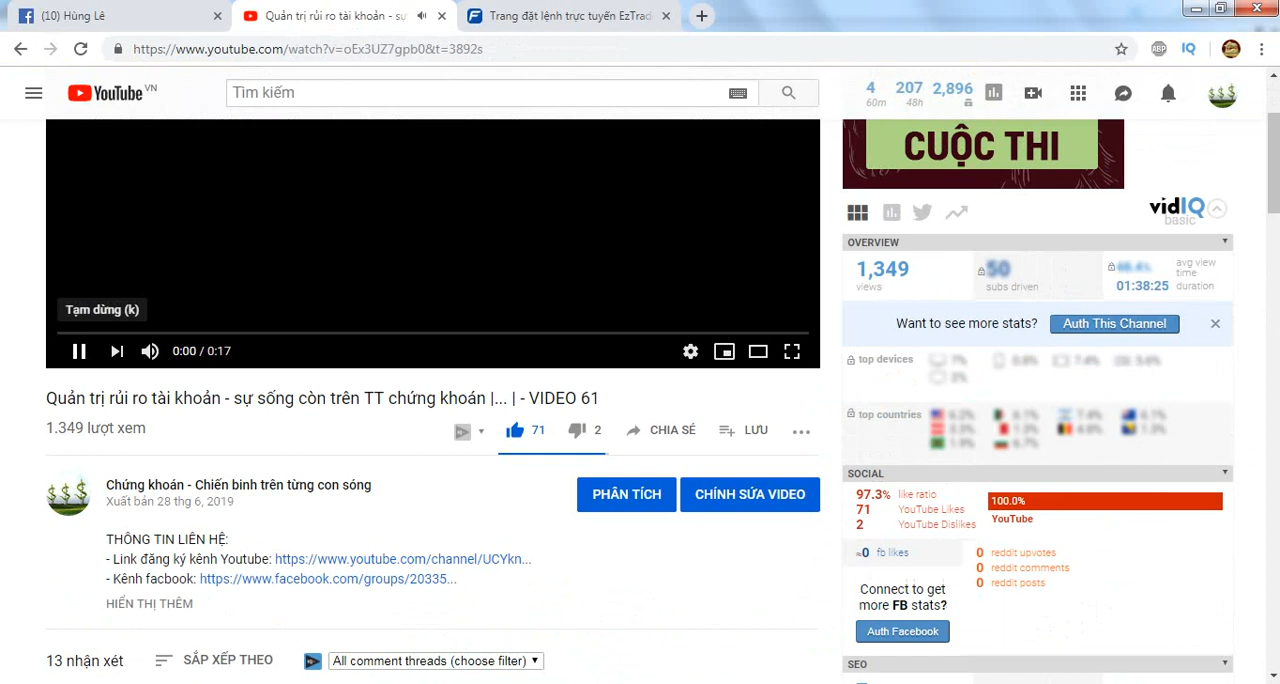 (10) Hùng Lê
Quản trị rủi ro tài khoản - sự
Trang đặt lệnh trực tuyến EzTrad
https://www.youtube.com/watch?v=oEx3UZ7gpb0&t=3892s
ABP
IQ
YouTube VN
Tìm kiếm
4 207 2,896
60m 48h
CUỘC THI
vidIQ
basic
OVERVIEW
1,349
views
50
subs driven
avg view
time
01:38:25 duration
Tạm dừng (k)
0:00 / 0:17
Want to see more stats? Auth This Channel
top devices
top countries
Quản trị rủi ro tài khoản - sự sống còn trên TT chứng khoán |... | - VIDEO 61
1.349 lượt xem
71
2
CHIA SẺ
LƯU
Chứng khoán - Chiến binh trên từng con sóng
Xuất bản 28 thg 6, 2019
PHÂN TÍCH
CHỈNH SỬA VIDEO
THÔNG TIN LIÊN HỆ:
- Link đăng ký kênh Youtube: https://www.youtube.com/channel/UCYkn...
- Kênh facbook: https://www.facebook.com/groups/20335...
HIỂN THỊ THÊM
SOCIAL
97.3% like ratio
71 YouTube Likes
2 YouTube Dislikes
100.0%
YouTube
≈0 fb likes
0 reddit upvotes
0 reddit comments
0 reddit posts
Connect to get
more FB stats?
Auth Facebook
13 nhận xét
SẮP XẾP THEO
All comment threads (choose filter)
SEO